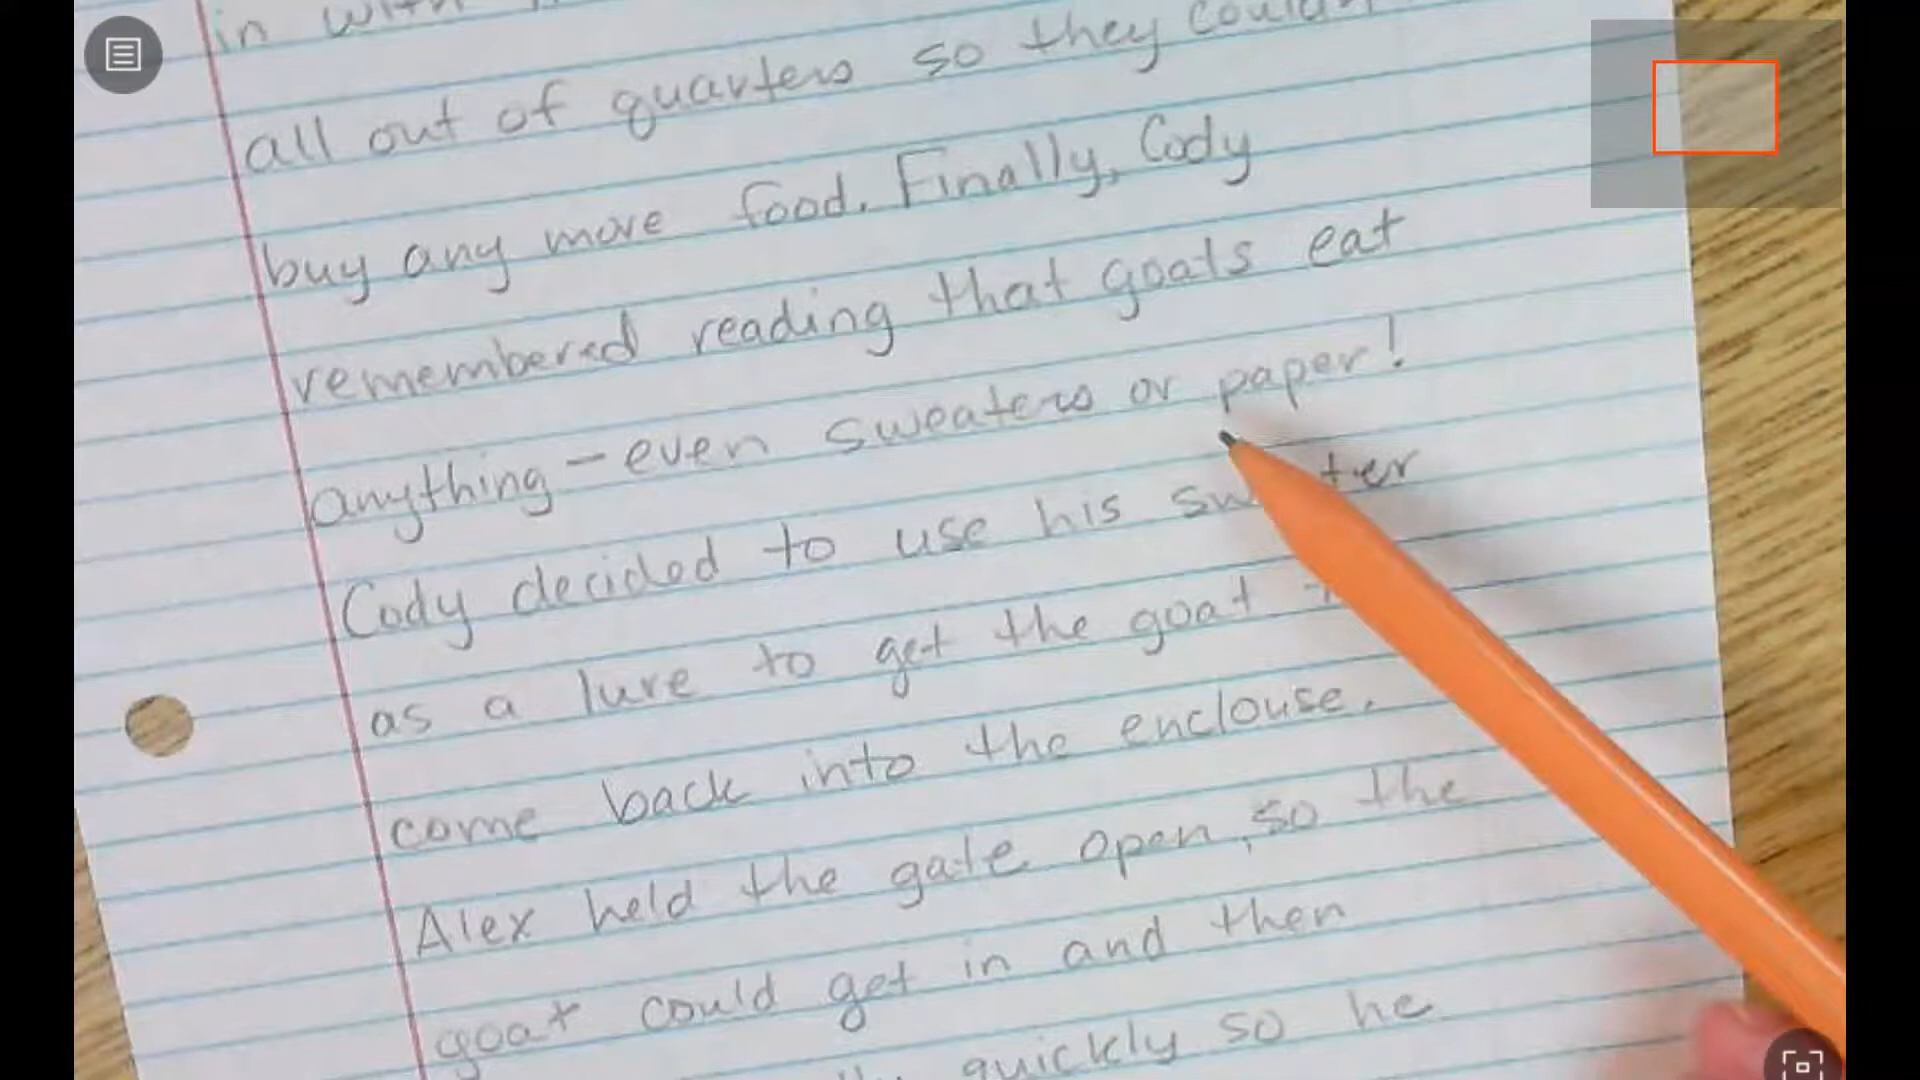 in with
all out of quarters so they
buy any more food. Finally, Cody
remembered reading that goats eat
anything - even sweaters or paper!
Cody decided to use his
as a lure to get the goat
come back into the enclouse.
Alex held the gate open, so the
goat could get in and then
quickly so he